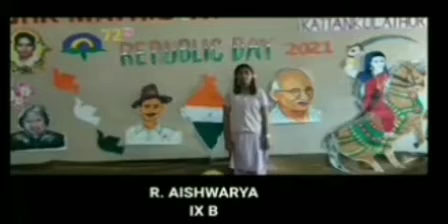 72nd
REPUBLIC DAY 2021
KATTANKULATHUR
R. AISHWARYA
IX B